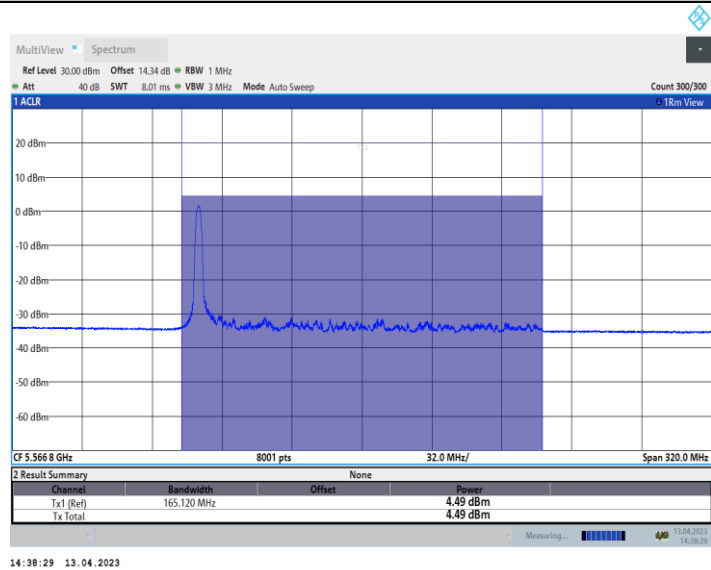 MultiView Spectrum
Ref Level 30.00 dBm Offset 14.34 dB RBW 1 MHz
Att 40 dB SWT 8.01 ms VBW 3 MHz Mode Auto Sweep Count 300/300
1 ACLR 1Rm View
20 dBm
10 dBm
0 dBm
-10 dBm
-20 dBm
-30 dBm
-40 dBm
-50 dBm
-60 dBm
CF 5.5668 GHz 8001 pts 32.0 MHz/ Span 320.0 MHz
2 Result Summary None
Channel Bandwidth Offset Power
Tx1 (Ref) 165.120 MHz 4.49 dBm
Tx Total 4.49 dBm
Measuring... 13.04.2023
14:38:29
14:38:29 13.04.2023